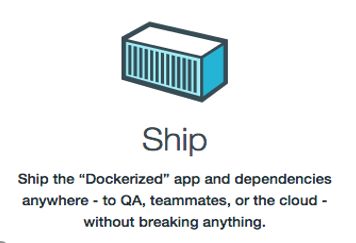 Ship
Ship the “Dockerized” app and dependencies
anywhere - to QA, teammates, or the cloud -
without breaking anything.